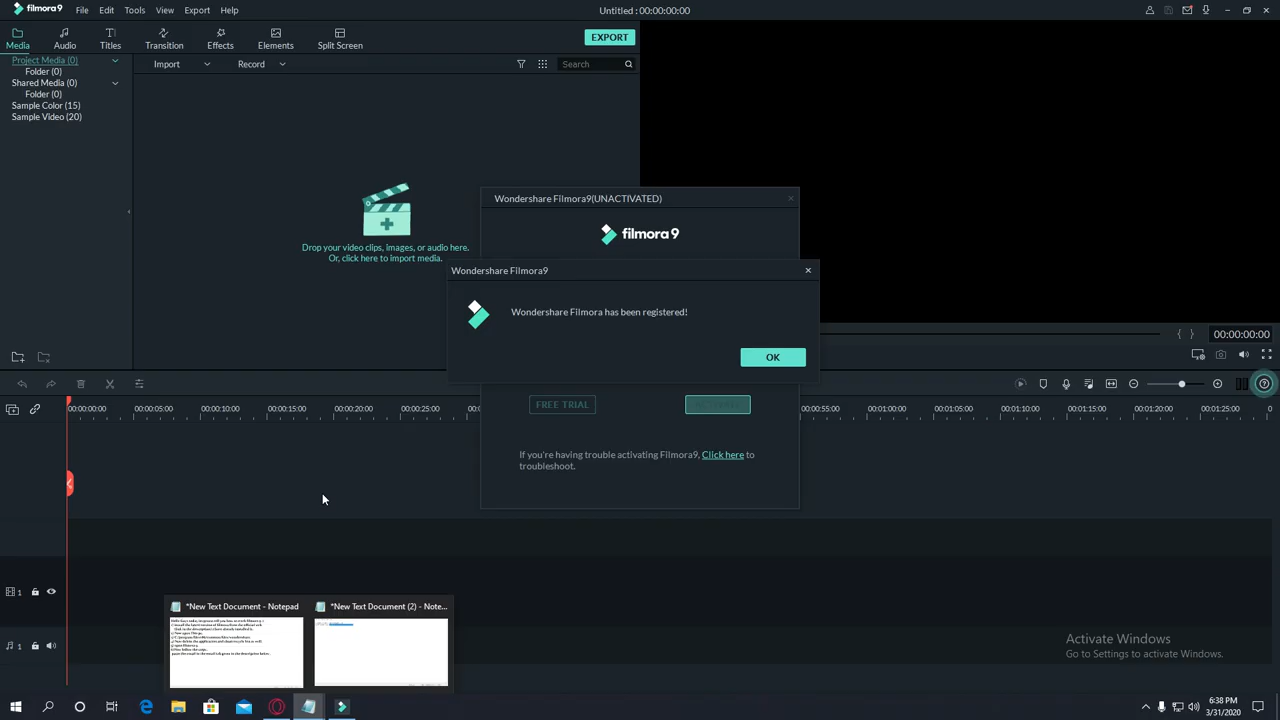 filmora 9 File Edit Tools View Export Help
Untitled : 00:00:00:00
Media Audio Titles Transition Effects Elements Split Screen
EXPORT
Project Media (0)
Folder (0)
Shared Media (0)
Folder (0)
Sample Color (15)
Sample Video (20)
Import Record Search
Drop your video clips, images, or audio here.
Or, click here to import media.
Wondershare Filmora9(UNACTIVATED)
filmora 9
Wondershare Filmora9
Wondershare Filmora has been registered!
OK
00:00:00:00
00:00:00:00 00:00:05:00 00:00:10:00 00:00:15:00 00:00:20:00 00:00:25:00 00:00:55:00 00:01:00:00 00:01:05:00 00:01:10:00 00:01:15:00 00:01:20:00 00:01:25:00
FREE TRIAL
If you're having trouble activating Filmora9, Click here to
troubleshoot.
1
*New Text Document - Notepad
*New Text Document (2) - Note...
Activate Windows
Go to Settings to activate Windows.
6:38 PM
3/31/2020